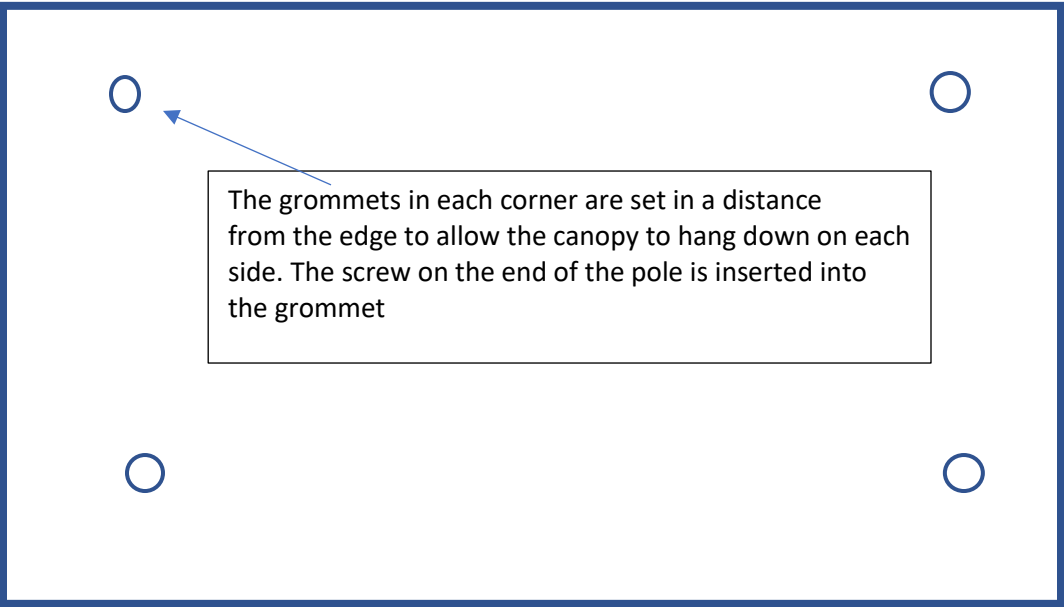 The grommets in each corner are set in a distance
from the edge to allow the canopy to hang down on each
side. The screw on the end of the pole is inserted into
the grommet